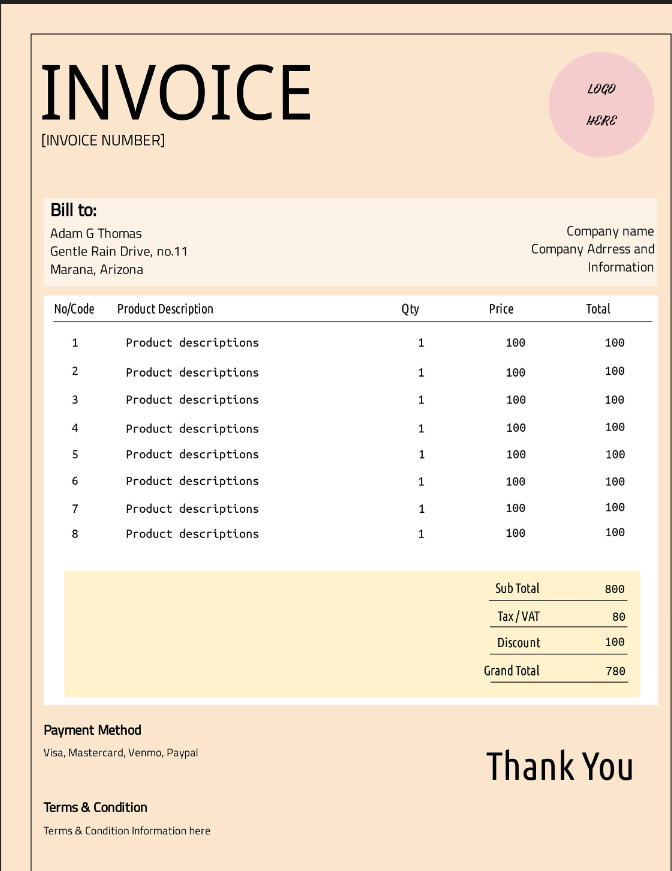 INVOICE
[INVOICE NUMBER]
LOGO
HERE
Bill to:
Adam G Thomas
Gentle Rain Drive, no.11
Marana, Arizona
Company name
Company Adrress and
Information
No/Code Product Description Qty Price Total
1 Product descriptions 1 100 100
2 Product descriptions 1 100 100
3 Product descriptions 1 100 100
4 Product descriptions 1 100 100
5 Product descriptions 1 100 100
6 Product descriptions 1 100 100
7 Product descriptions 1 100 100
8 Product descriptions 1 100 100
Sub Total 800
Tax / VAT 80
Discount 100
Grand Total 780
Payment Method
Visa, Mastercard, Venmo, Paypal
Thank You
Terms & Condition
Terms & Condition Information here